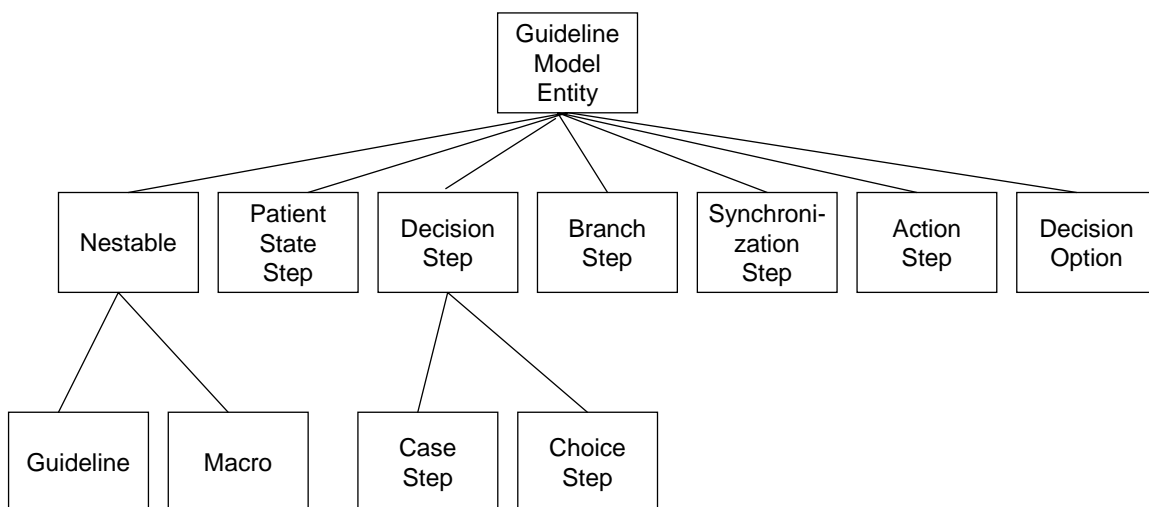 Guideline
Model
Entity
Nestable
Patient
State
Step
Decision
Step
Branch
Step
Synchroni-
zation
Step
Action
Step
Decision
Option
Guideline
Macro
Case
Step
Choice
Step